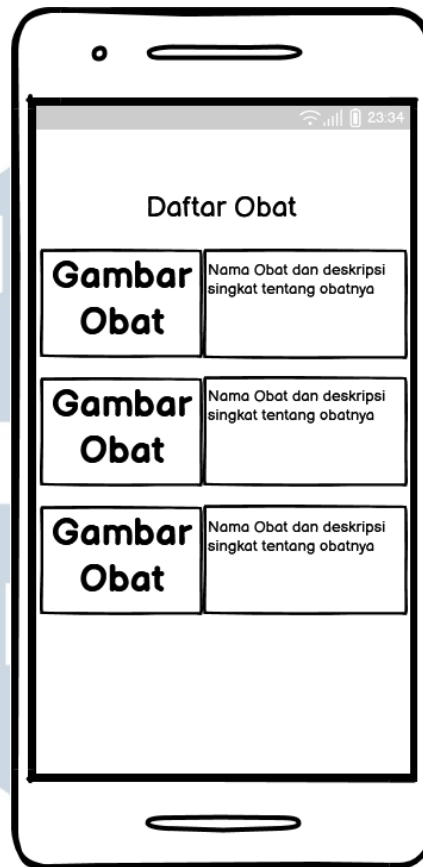 23:34
Daftar Obat
Gambar
Obat
Nama Obat dan deskripsi
singkat tentang obatnya
Gambar
Obat
Nama Obat dan deskripsi
singkat tentang obatnya
Gambar
Obat
Nama Obat dan deskripsi
singkat tentang obatnya